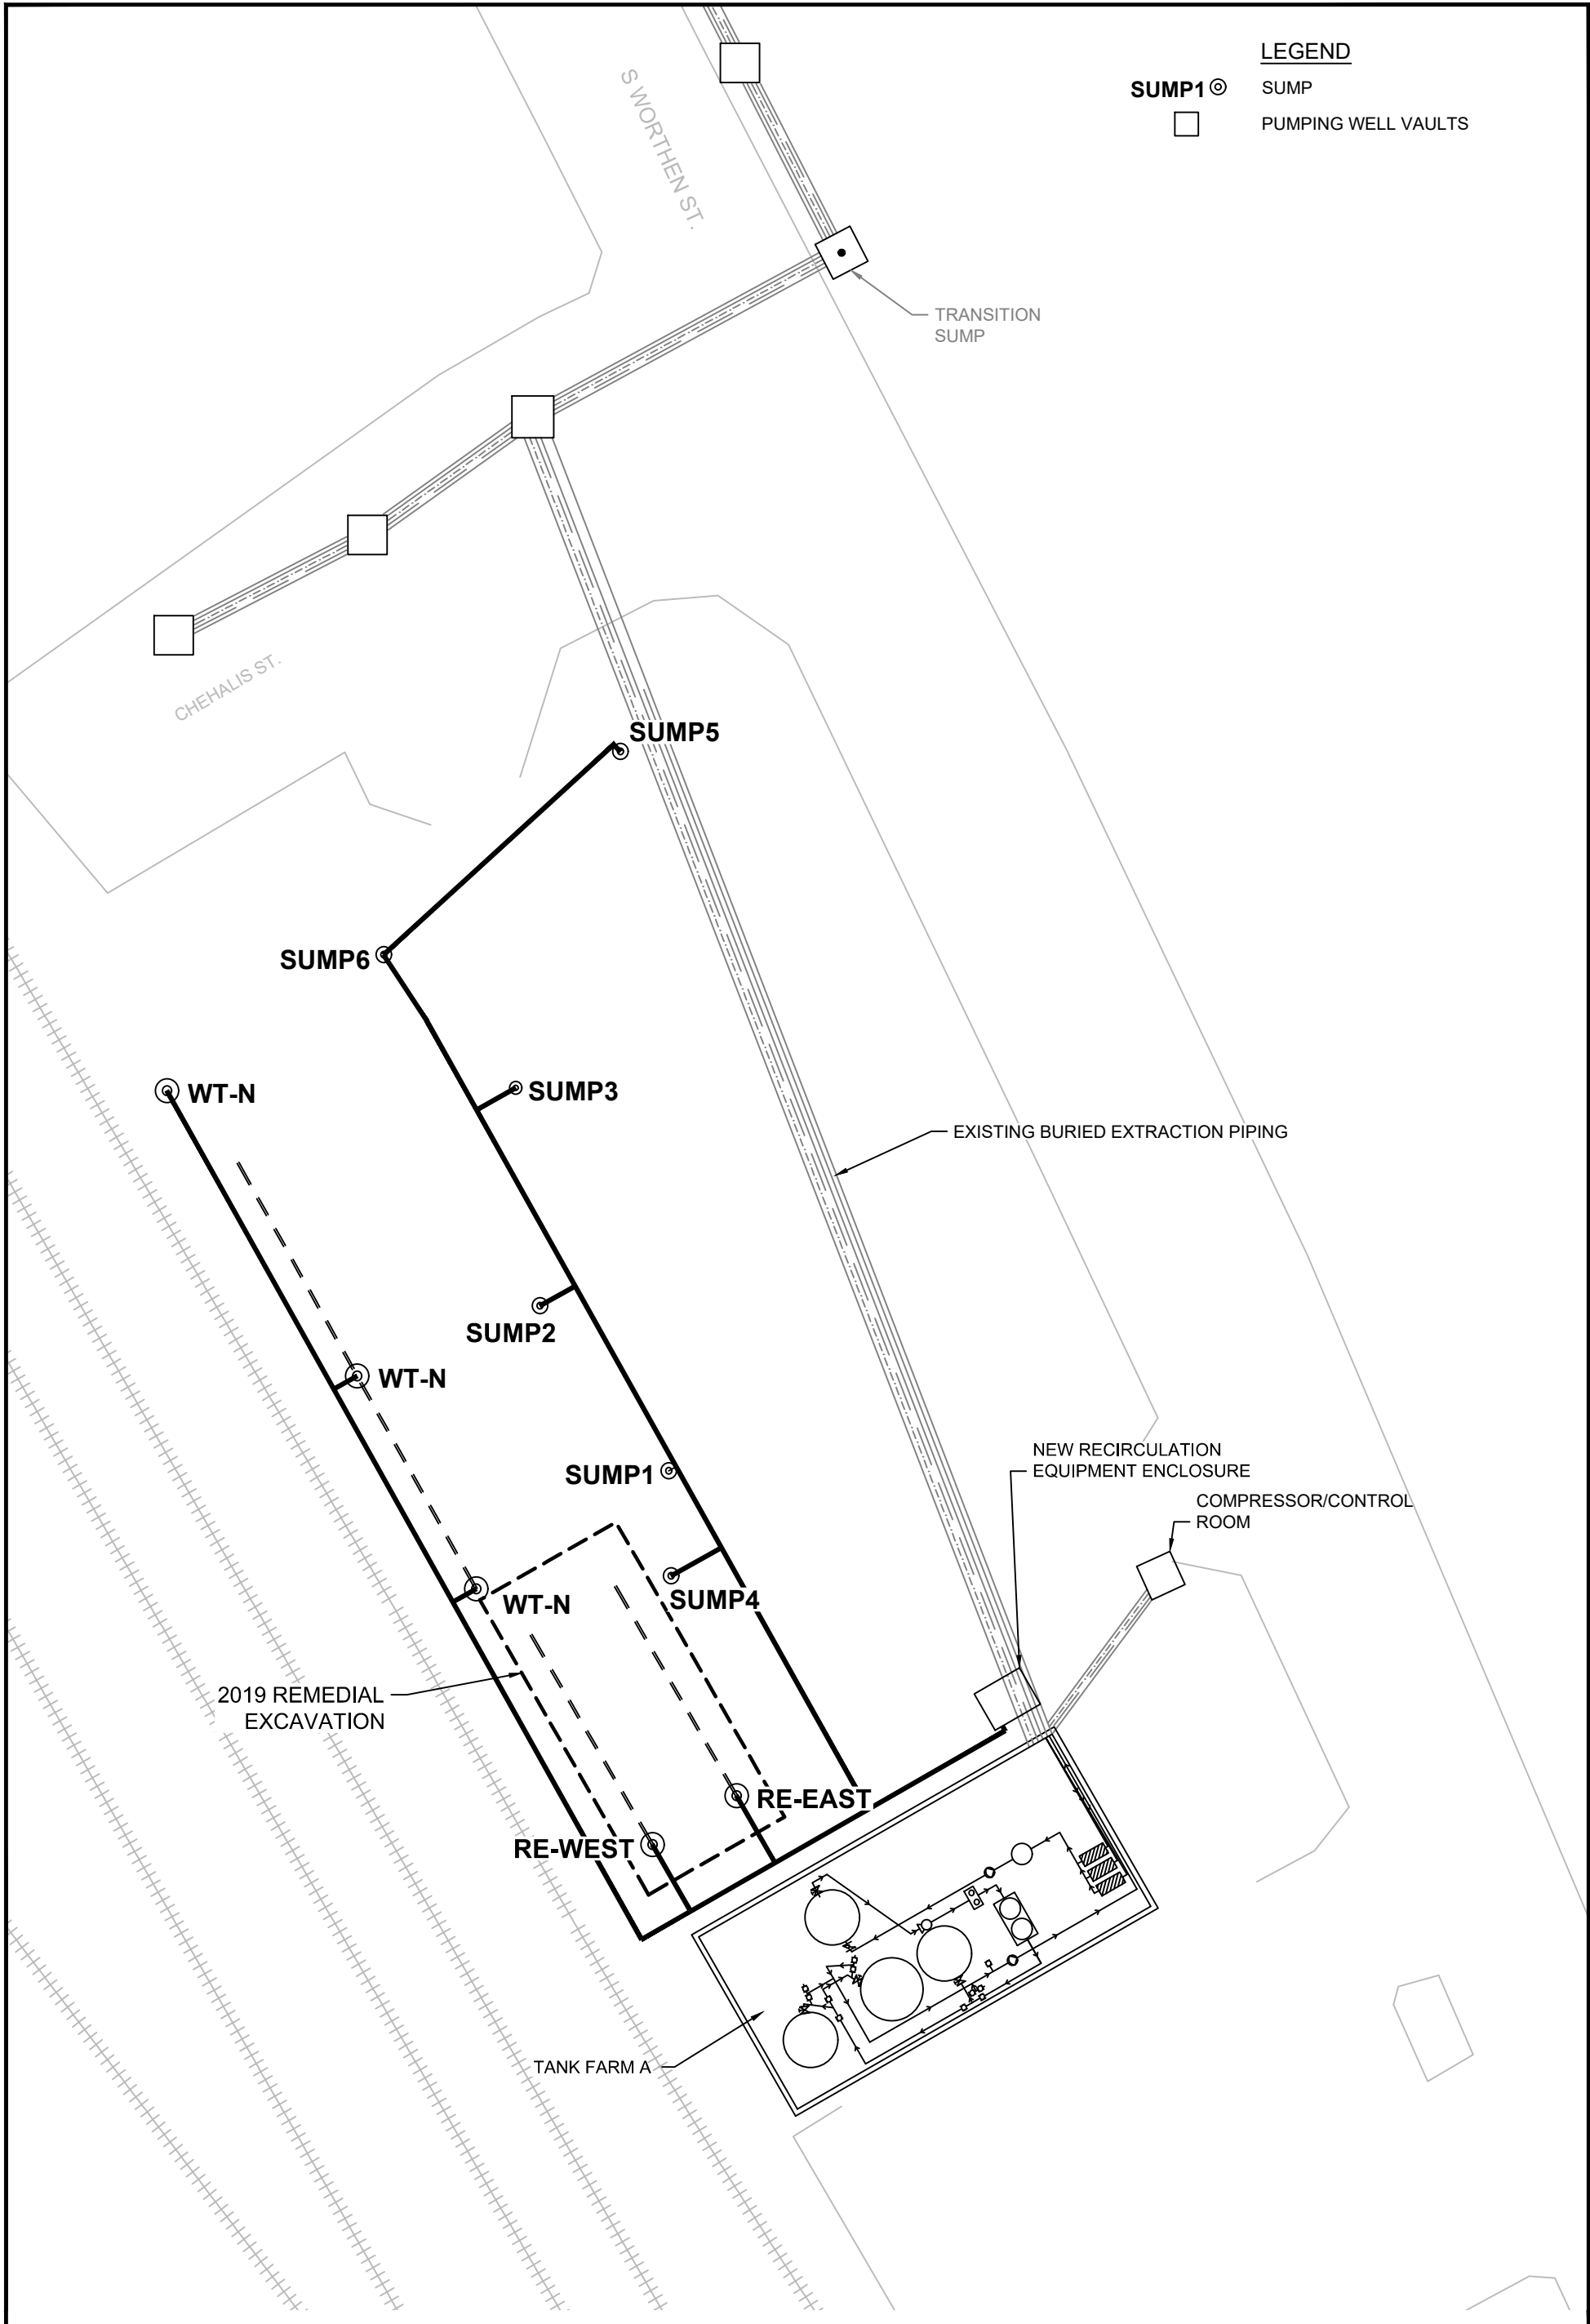 LEGEND
SUMP1 SUMP
PUMPING WELL VAULTS
S WORTHEN ST.
TRANSITION
SUMP
CHEHALIS ST.
SUMP5
SUMP6
WT-N
SUMP3
EXISTING BURIED EXTRACTION PIPING
SUMP2
WT-N
NEW RECIRCULATION
EQUIPMENT ENCLOSURE
SUMP1
COMPRESSOR/CONTROL
ROOM
SUMP4
WT-N
2019 REMEDIAL
EXCAVATION
RE-EAST
RE-WEST
TANK FARM A